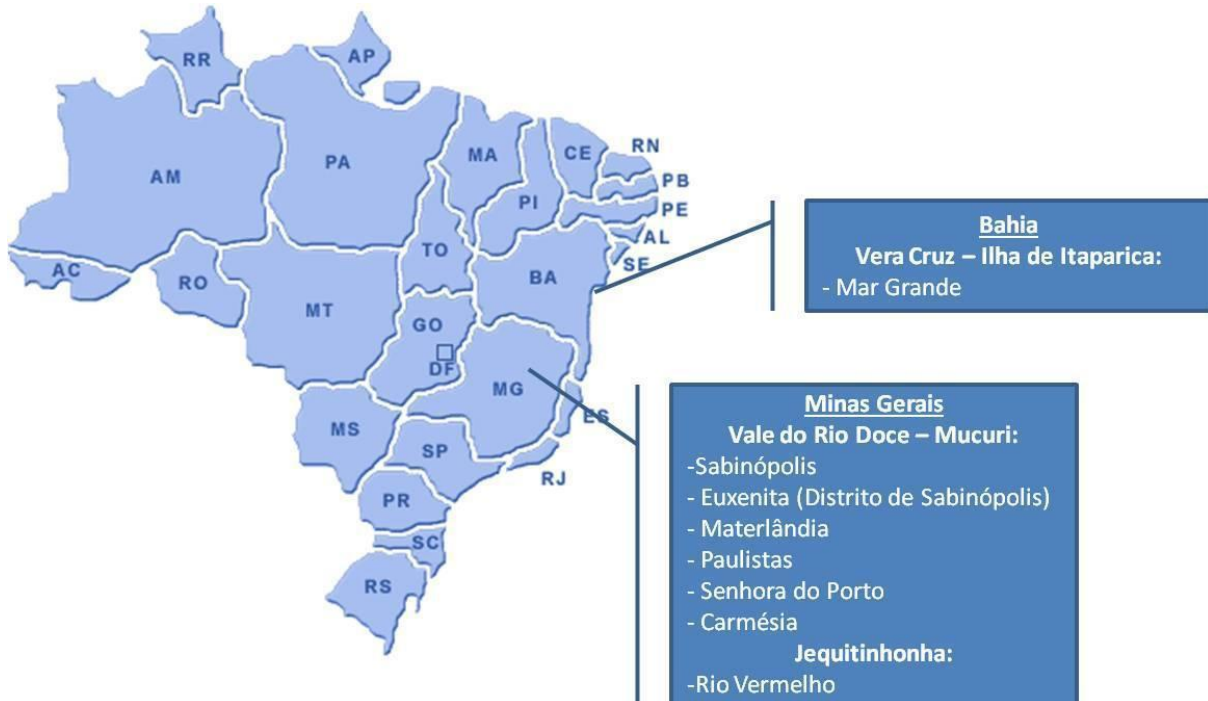 RR
AP
AM
PA
MA
CE
RN
PB
PE
AL
SE
PI
TO
BA
AC
RO
MT
GO
DF
MG
ES
MS
SP
RJ
PR
SC
RS
Bahia
Vera Cruz – Ilha de Itaparica:
- Mar Grande
Minas Gerais
Vale do Rio Doce – Mucuri:
-Sabinópolis
- Euxenita (Distrito de Sabinópolis)
- Materlândia
- Paulistas
- Senhora do Porto
- Carmésia
Jequitinhonha:
-Rio Vermelho